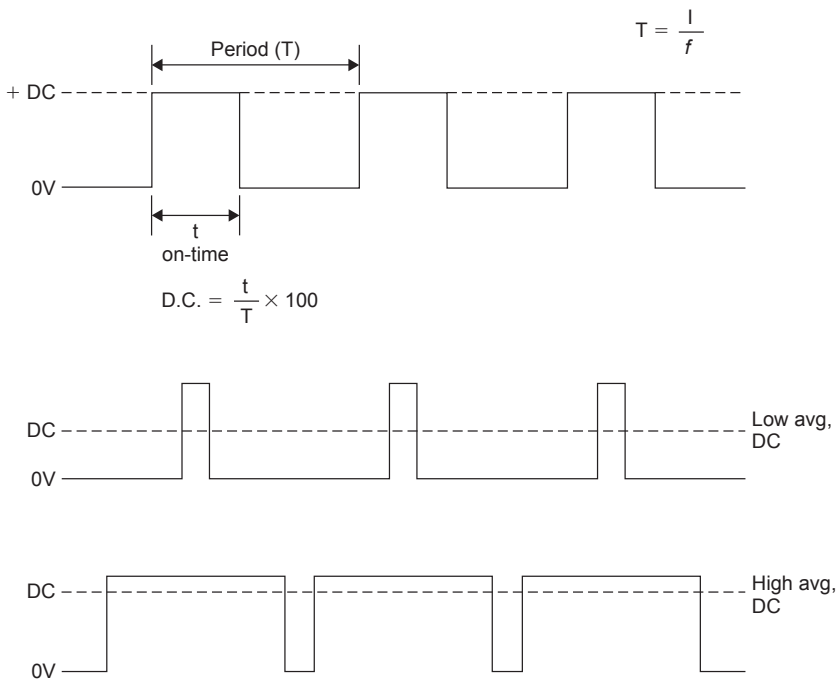 Period (T)
T = I/f
+ DC
0V
t
on-time
D.C. = t/T × 100
DC
Low avg,
DC
0V
DC
High avg,
DC
0V